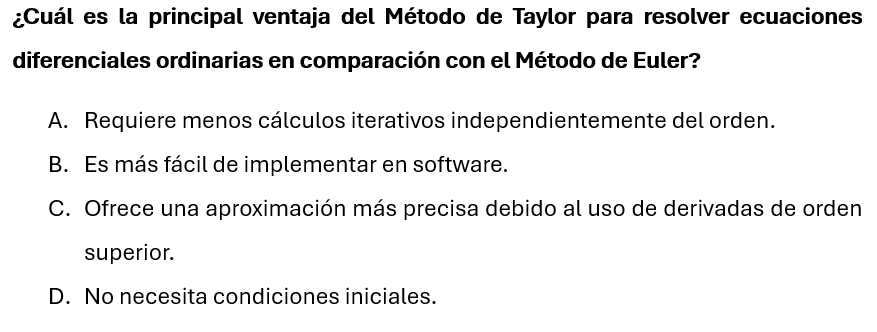 ¿Cuál es la principal ventaja del Método de Taylor para resolver ecuaciones
diferenciales ordinarias en comparación con el Método de Euler?
A. Requiere menos cálculos iterativos independientemente del orden.
B. Es más fácil de implementar en software.
C. Ofrece una aproximación más precisa debido al uso de derivadas de orden
superior.
D. No necesita condiciones iniciales.